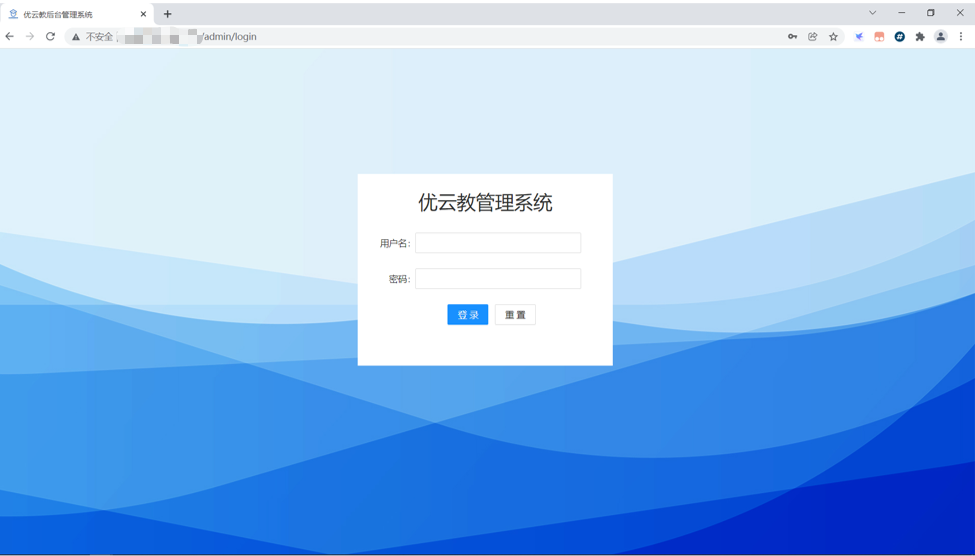 优云教后台管理系统
不安全
/admin/login
优云教管理系统
用户名:
密码:
登 录 重 置